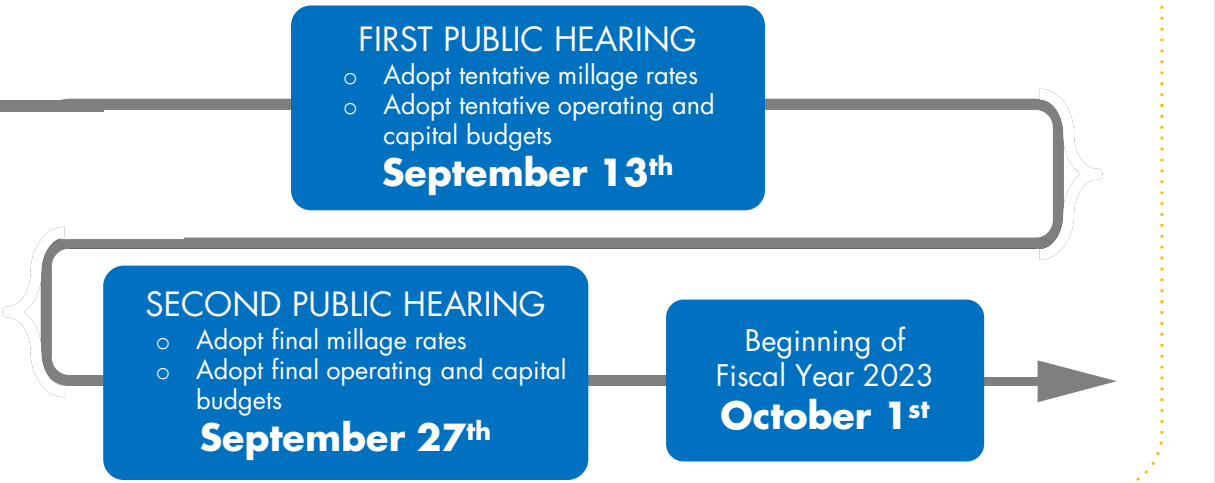 FIRST PUBLIC HEARING
o Adopt tentative millage rates
o Adopt tentative operating and
capital budgets
September 13th
SECOND PUBLIC HEARING
o Adopt final millage rates
o Adopt final operating and capital
budgets
September 27th
Beginning of
Fiscal Year 2023
October 1st